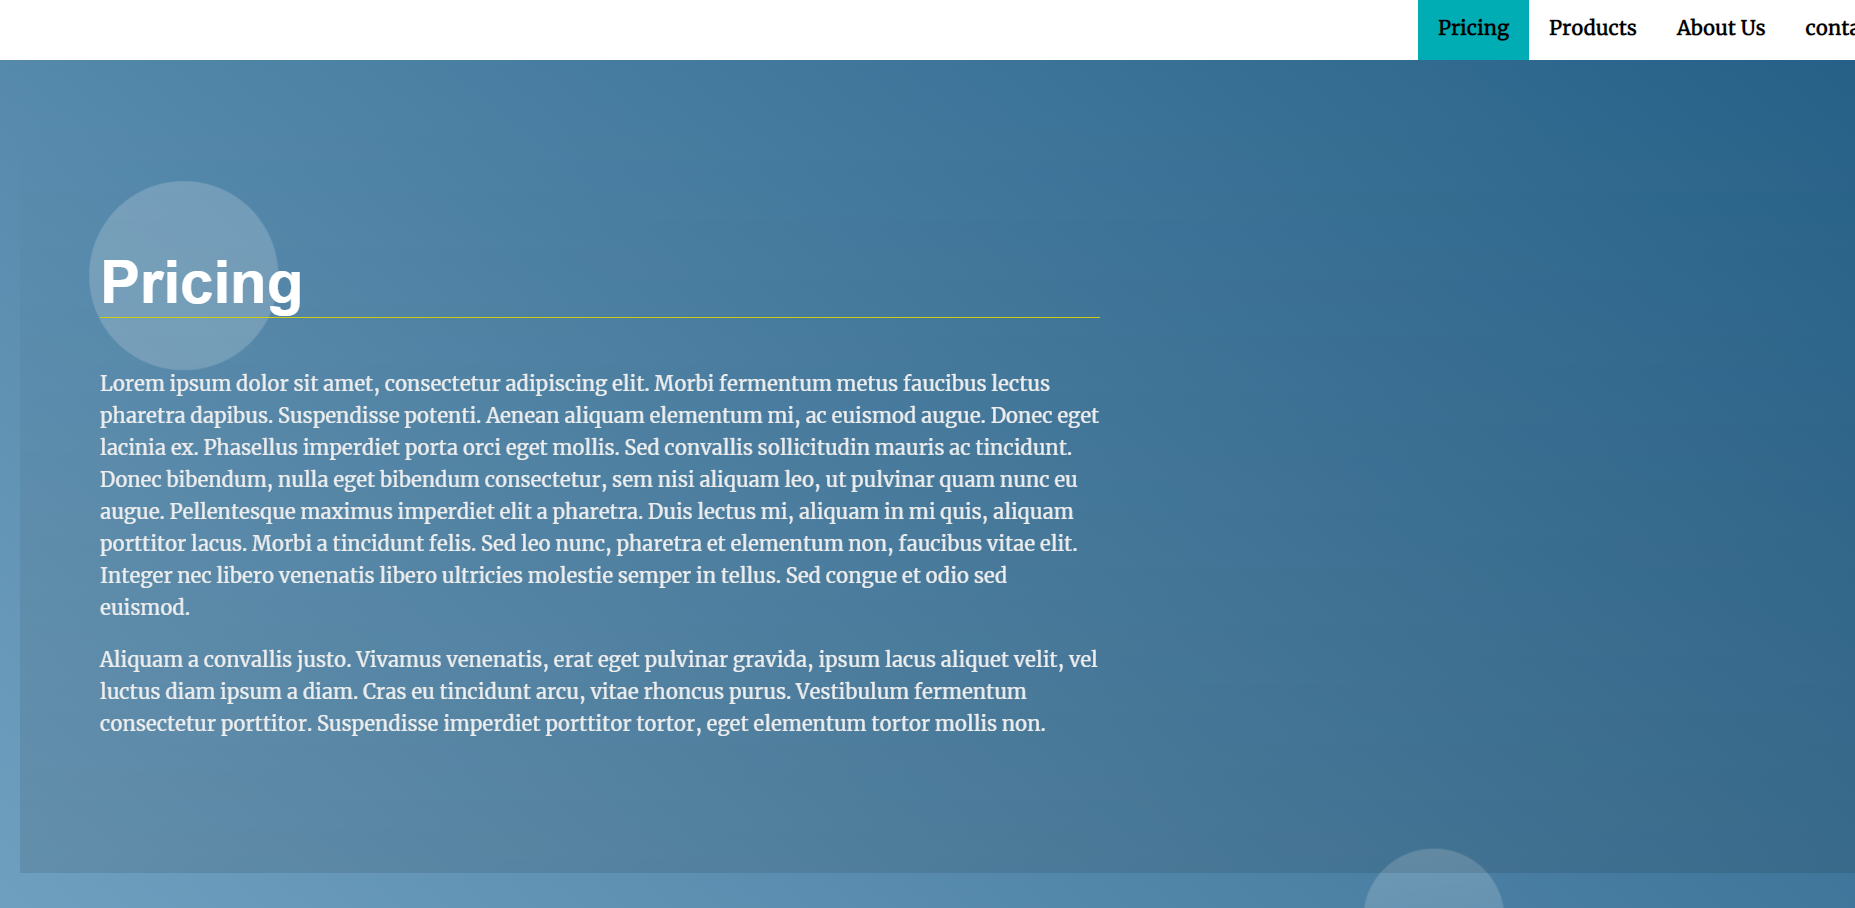 Pricing Products About Us conta
Pricing
Lorem ipsum dolor sit amet, consectetur adipiscing elit. Morbi fermentum metus faucibus lectus
pharetra dapibus. Suspendisse potenti. Aenean aliquam elementum mi, ac euismod augue. Donec eget
lacinia ex. Phasellus imperdiet porta orci eget mollis. Sed convallis sollicitudin mauris ac tincidunt.
Donec bibendum, nulla eget bibendum consectetur, sem nisi aliquam leo, ut pulvinar quam nunc eu
augue. Pellentesque maximus imperdiet elit a pharetra. Duis lectus mi, aliquam in mi quis, aliquam
porttitor lacus. Morbi a tincidunt felis. Sed leo nunc, pharetra et elementum non, faucibus vitae elit.
Integer nec libero venenatis libero ultricies molestie semper in tellus. Sed congue et odio sed
euismod.
Aliquam a convallis justo. Vivamus venenatis, erat eget pulvinar gravida, ipsum lacus aliquet velit, vel
luctus diam ipsum a diam. Cras eu tincidunt arcu, vitae rhoncus purus. Vestibulum fermentum
consectetur porttitor. Suspendisse imperdiet porttitor tortor, eget elementum tortor mollis non.